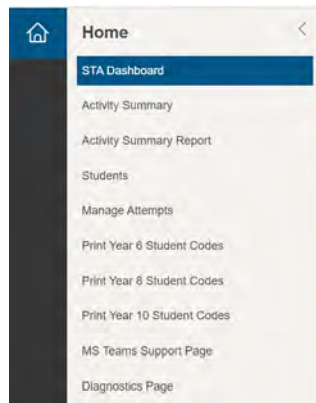 Home
STA Dashboard
Activity Summary
Activity Summary Report
Students
Manage Attempts
Print Year 6 Student Codes
Print Year 8 Student Codes
Print Year 10 Student Codes
MS Teams Support Page
Diagnostics Page